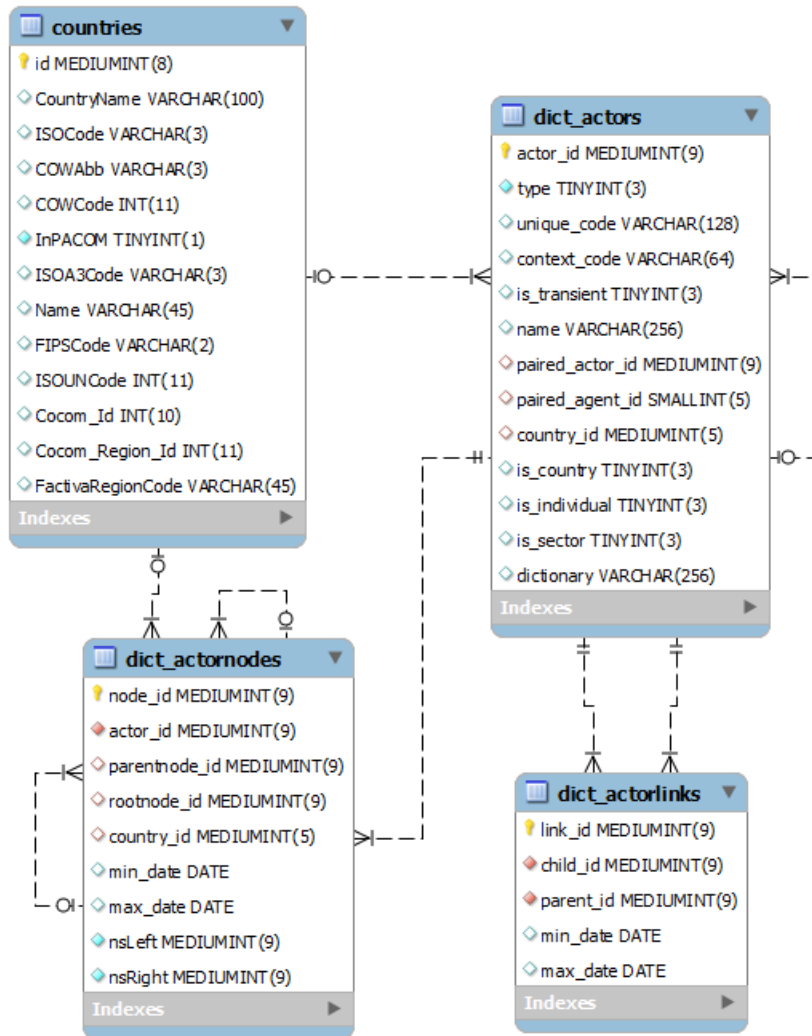 countries
id MEDIUMINT(8)
CountryName VARCHAR(100)
ISOCode VARCHAR(3)
COWAbb VARCHAR(3)
COWCode INT(11)
InPACOM TINYINT(1)
ISOA3Code VARCHAR(3)
Name VARCHAR(45)
FIPSCode VARCHAR(2)
ISOUNCode INT(11)
Cocom_Id INT(10)
Cocom_Region_Id INT(11)
FactivaRegionCode VARCHAR(45)
Indexes
dict_actors
actor_id MEDIUMINT(9)
type TINYINT(3)
unique_code VARCHAR(128)
context_code VARCHAR(64)
is_transient TINYINT(3)
name VARCHAR(256)
paired_actor_id MEDIUMINT(9)
paired_agent_id SMALLINT(5)
country_id MEDIUMINT(5)
is_country TINYINT(3)
is_individual TINYINT(3)
is_sector TINYINT(3)
dictionary VARCHAR(256)
Indexes
dict_actornodes
node_id MEDIUMINT(9)
actor_id MEDIUMINT(9)
parentnode_id MEDIUMINT(9)
rootnode_id MEDIUMINT(9)
country_id MEDIUMINT(5)
min_date DATE
max_date DATE
nsLeft MEDIUMINT(9)
nsRight MEDIUMINT(9)
Indexes
dict_actorlinks
link_id MEDIUMINT(9)
child_id MEDIUMINT(9)
parent_id MEDIUMINT(9)
min_date DATE
max_date DATE
Indexes